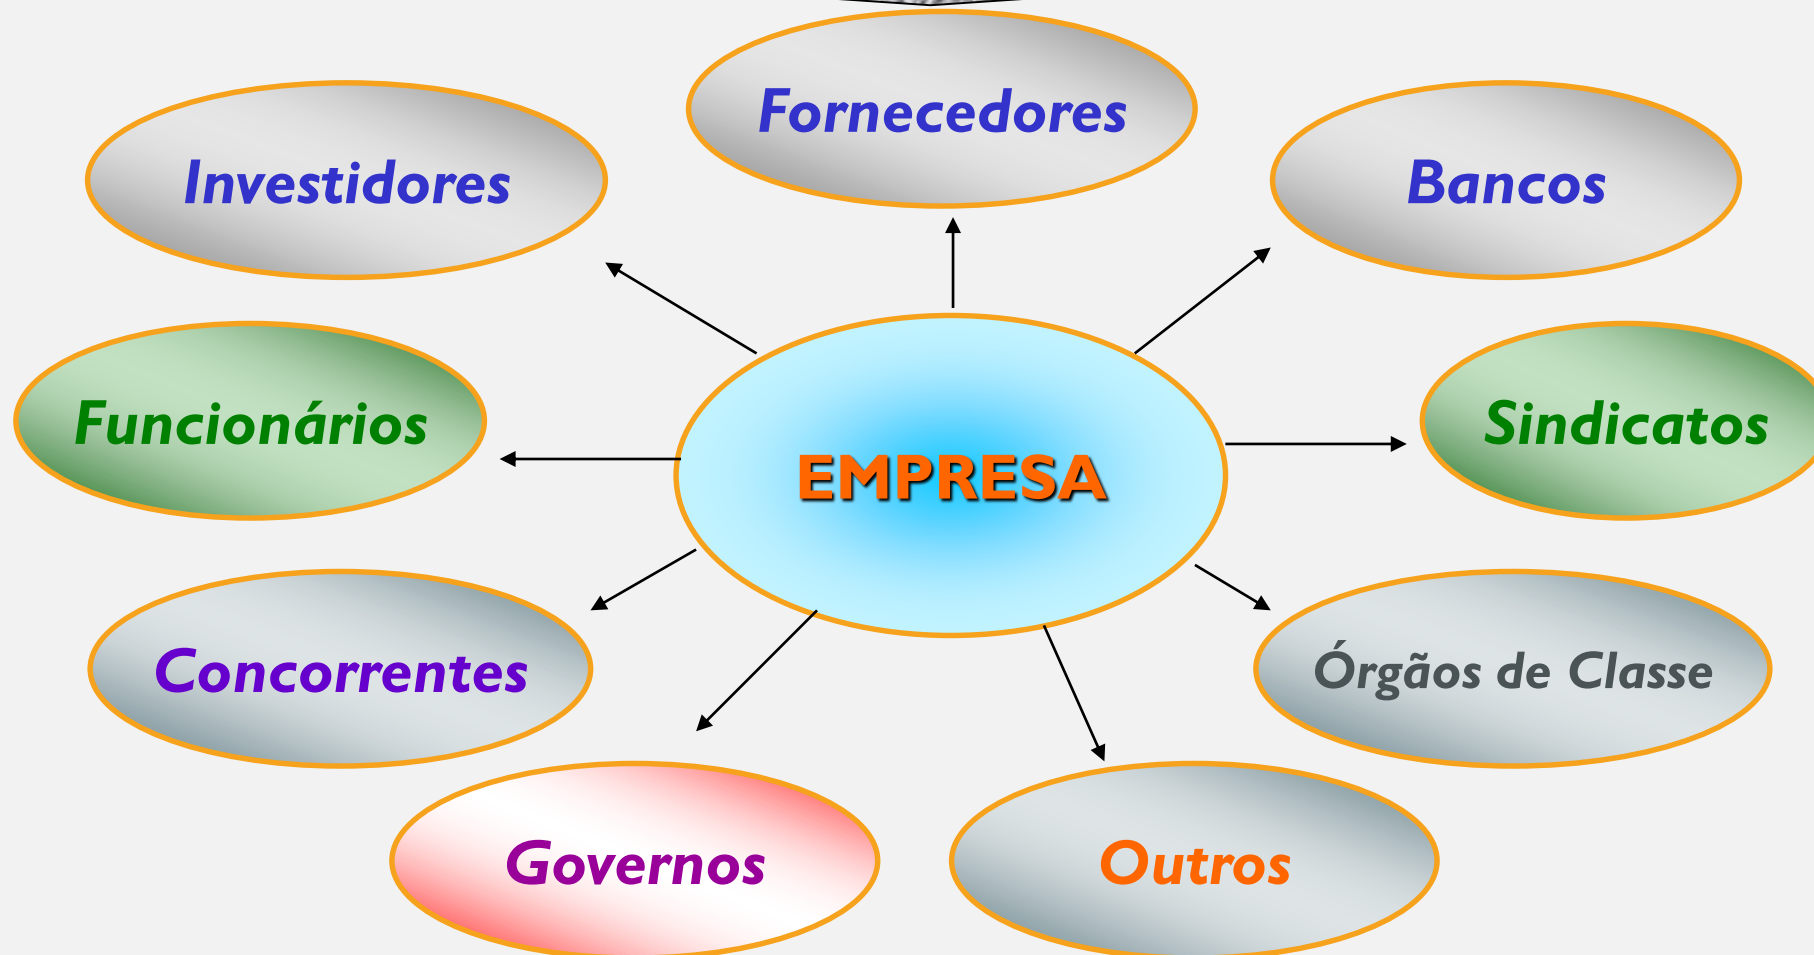 Fornecedores
Investidores
Bancos
Funcionários
Sindicatos
EMPRESA
Concorrentes
Órgãos de Classe
Governos
Outros